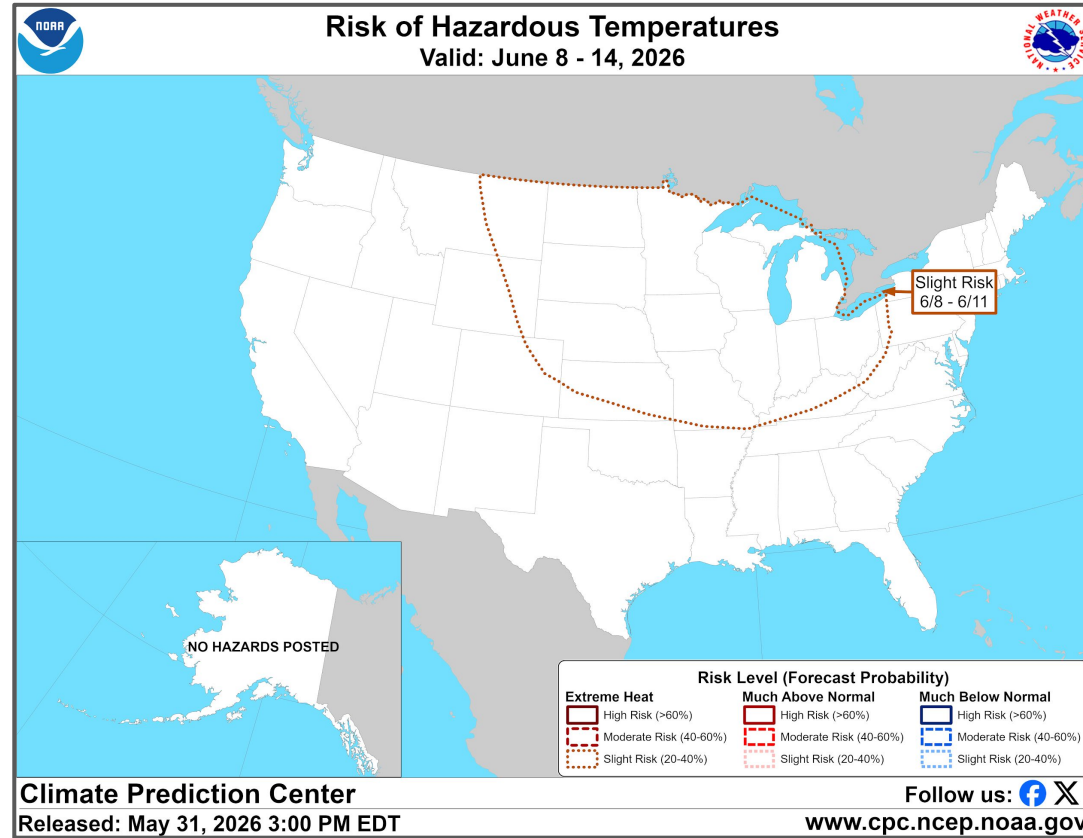 NOAA
Risk of Hazardous Temperatures
Valid: June 8 - 14, 2026
NATIONAL WEATHER SERVICE
Slight Risk
6/8 - 6/11
NO HAZARDS POSTED
Risk Level (Forecast Probability)
Extreme Heat
High Risk (>60%)
Moderate Risk (40-60%)
Slight Risk (20-40%)
Much Above Normal
High Risk (>60%)
Moderate Risk (40-60%)
Slight Risk (20-40%)
Much Below Normal
High Risk (>60%)
Moderate Risk (40-60%)
Slight Risk (20-40%)
Climate Prediction Center
Follow us:
Released: May 31, 2026 3:00 PM EDT
www.cpc.ncep.noaa.gov